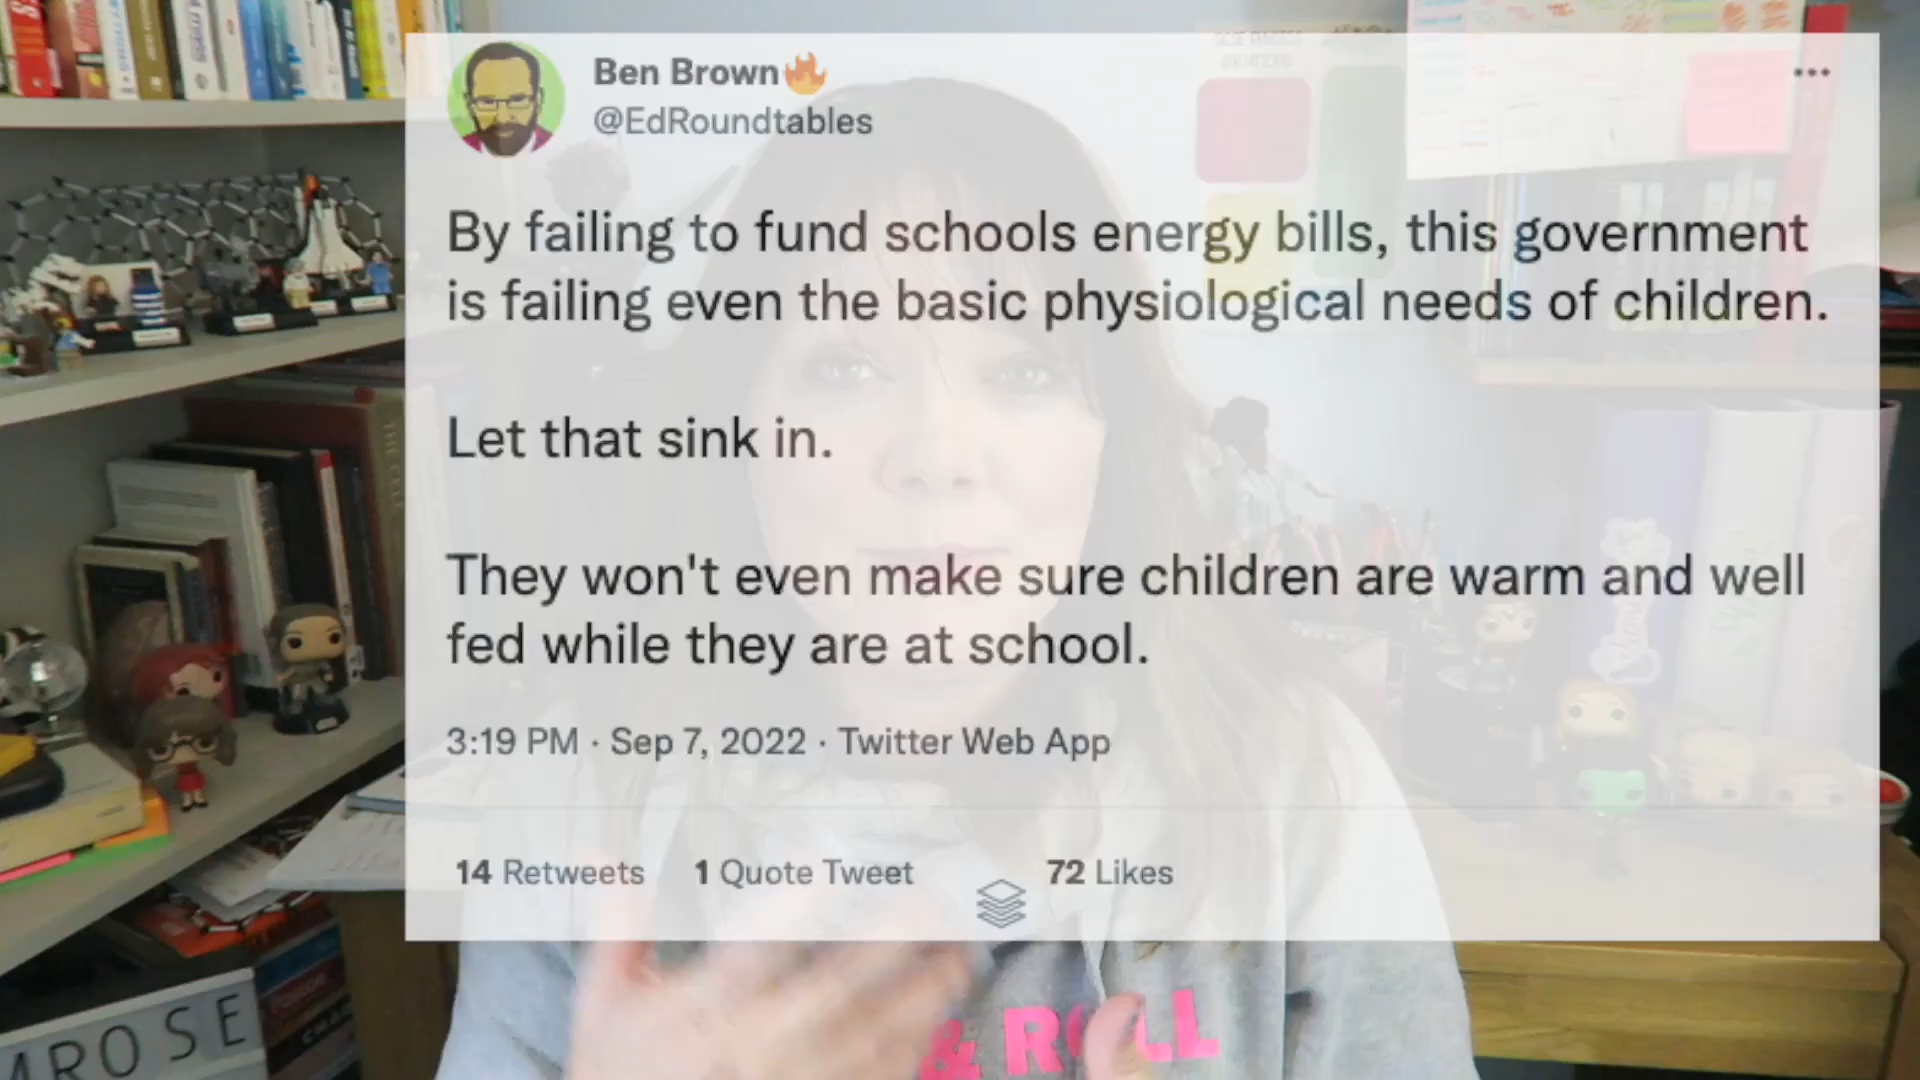 Ben Brown🔥
@EdRoundtables
By failing to fund schools energy bills, this government
is failing even the basic physiological needs of children.
Let that sink in.
They won't even make sure children are warm and well
fed while they are at school.
3:19 PM · Sep 7, 2022 · Twitter Web App
14 Retweets 1 Quote Tweet 72 Likes
& ROLL
MROSE